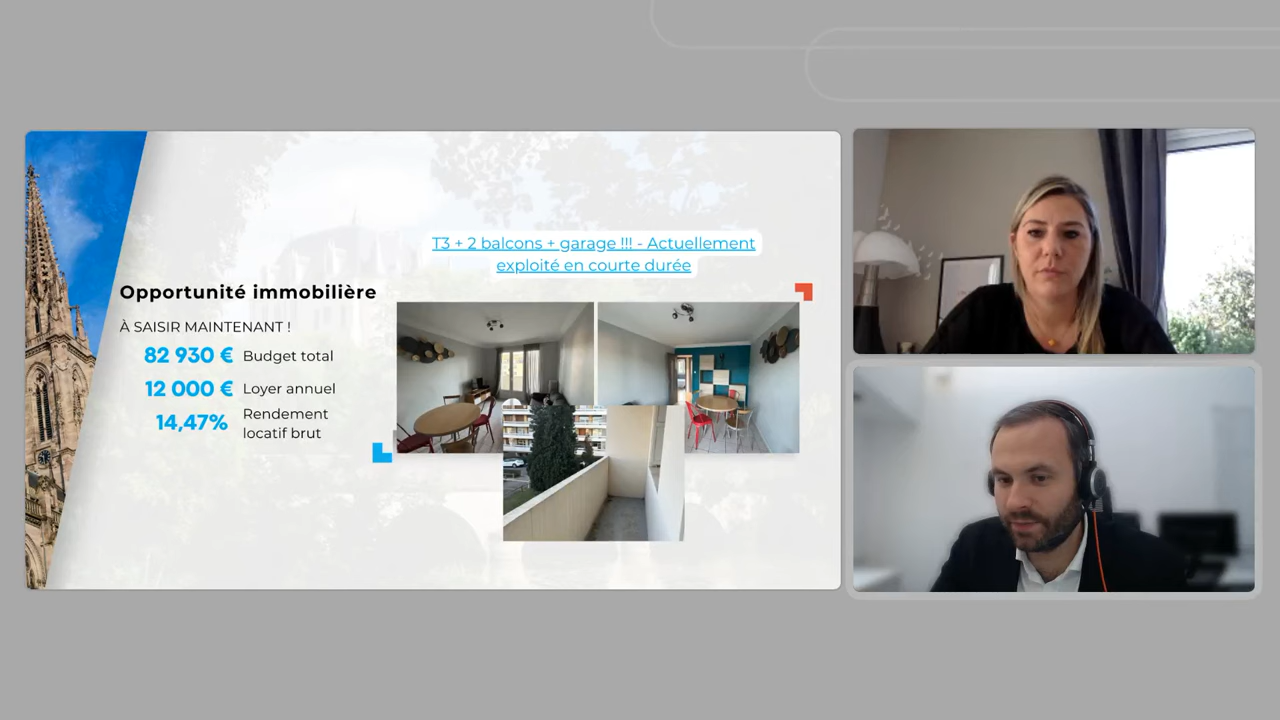 T3 + 2 balcons + garage !!! - Actuellement
exploité en courte durée
Opportunité immobilière
À SAISIR MAINTENANT !
82 930 € Budget total
12 000 € Loyer annuel
14,47% Rendement
locatif brut